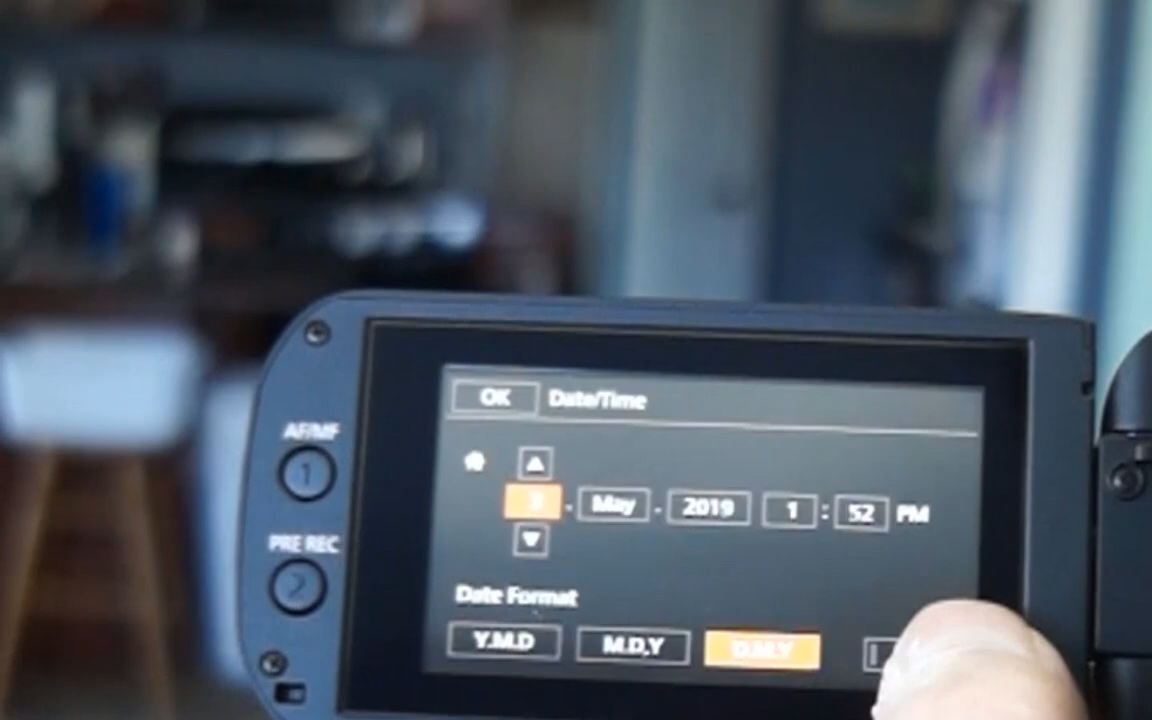 OK Date/Time
AF/MF
1
3. May. 2019 1:52 PM
PRE REC
2
Date Format
Y.M.D M.D,Y D.M.Y